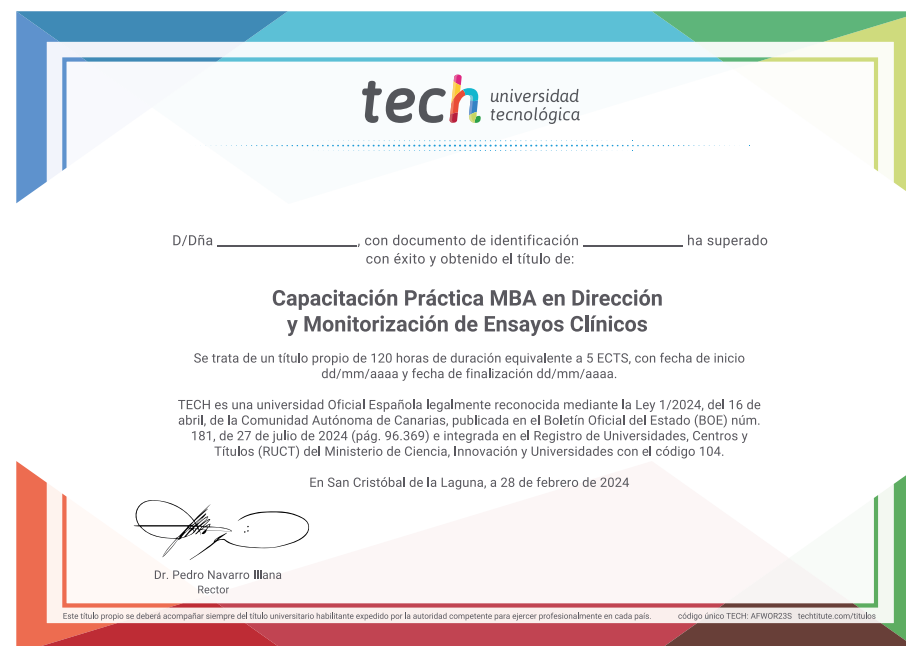 tech universidad
tecnológica
D/Dña ____________________, con documento de identificación ______________ ha superado
con éxito y obtenido el título de:
Capacitación Práctica MBA en Dirección
y Monitorización de Ensayos Clínicos
Se trata de un título propio de 120 horas de duración equivalente a 5 ECTS, con fecha de inicio
dd/mm/aaaa y fecha de finalización dd/mm/aaaa.
TECH es una universidad Oficial Española legalmente reconocida mediante la Ley 1/2024, del 16 de
abril, de la Comunidad Autónoma de Canarias, publicada en el Boletín Oficial del Estado (BOE) núm.
181, de 27 de julio de 2024 (pág. 96.369) e integrada en el Registro de Universidades, Centros y
Títulos (RUCT) del Ministerio de Ciencia, Innovación y Universidades con el código 104.
En San Cristóbal de la Laguna, a 28 de febrero de 2024
Dr. Pedro Navarro Illana
Rector
Este título propio se deberá acompañar siempre del título universitario habilitante expedido por la autoridad competente para ejercer profesionalmente en cada país. código único TECH: AFWOR23S techtitute.com/titulos